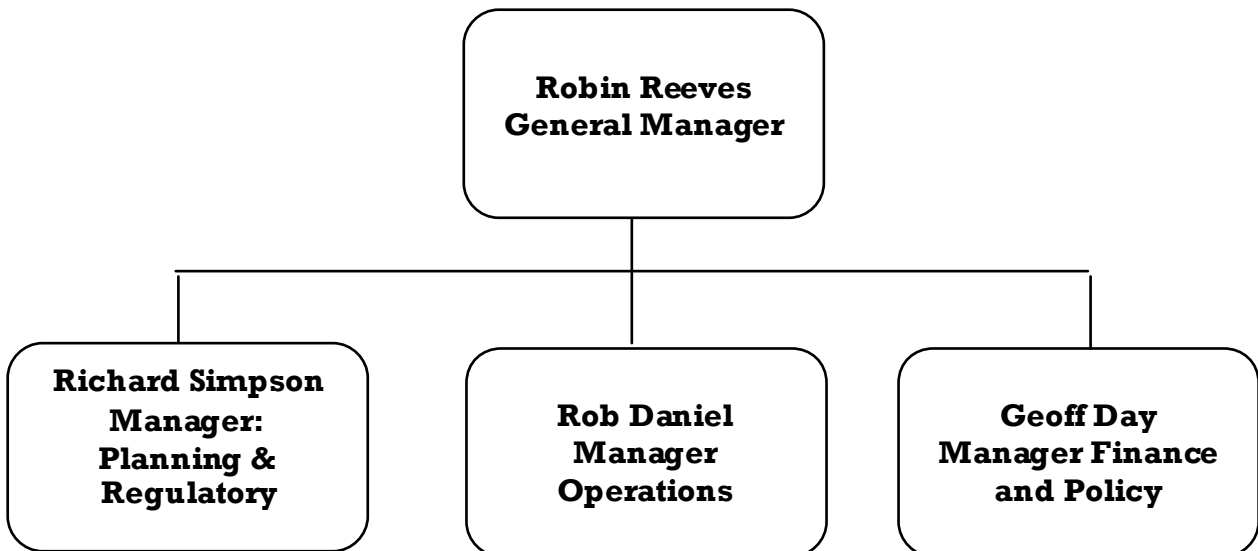 Robin Reeves
General Manager
Richard Simpson
Manager:
Planning &
Regulatory
Rob Daniel
Manager
Operations
Geoff Day
Manager Finance
and Policy